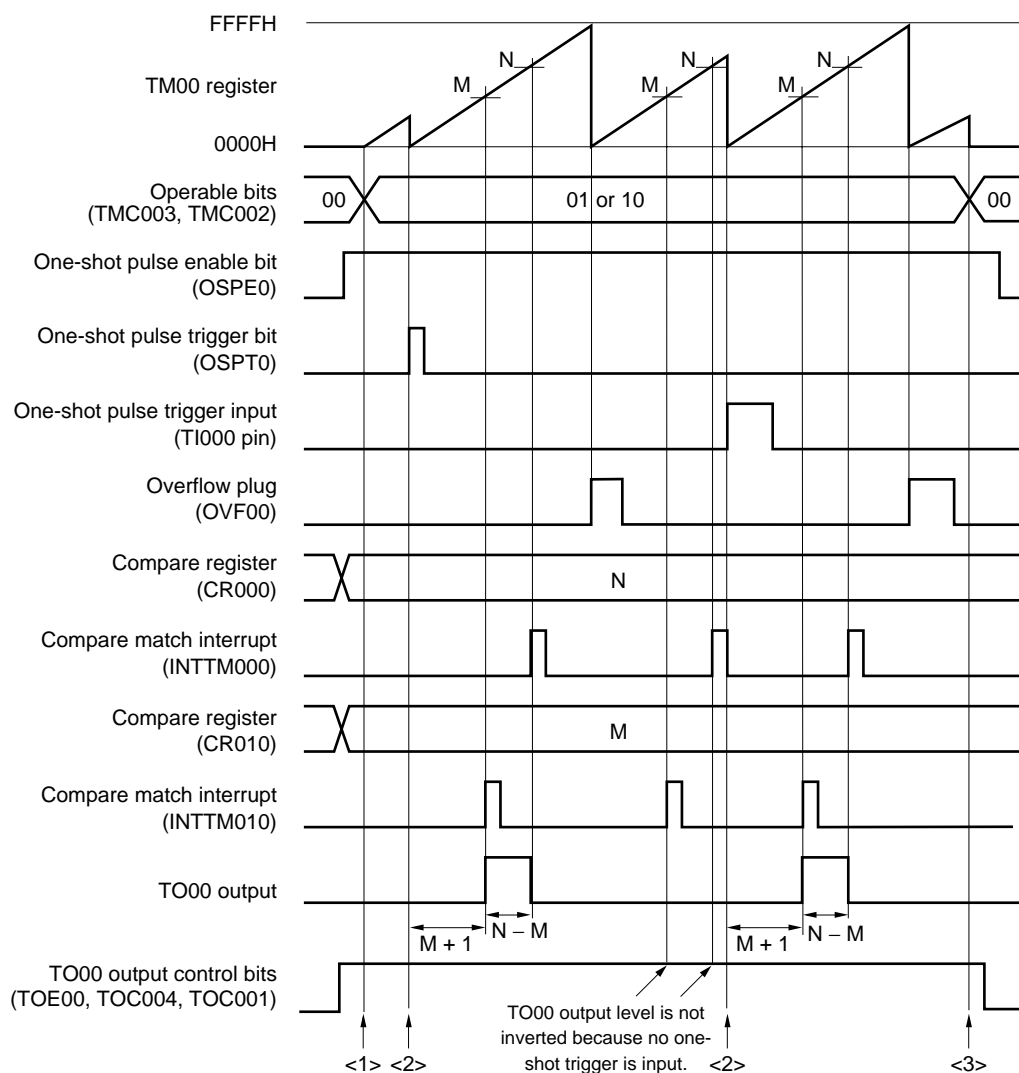 FFFFH
N
N
TM00 register
M
M
M
0000H
Operable bits
(TMC003, TMC002)
00
01 or 10
00
One-shot pulse enable bit
(OSPE0)
One-shot pulse trigger bit
(OSPT0)
One-shot pulse trigger input
(TI000 pin)
Overflow plug
(OVF00)
Compare register
(CR000)
N
Compare match interrupt
(INTTM000)
Compare register
(CR010)
M
Compare match interrupt
(INTTM010)
TO00 output
M + 1
N − M
M + 1
N − M
TO00 output control bits
(TOE00, TOC004, TOC001)
TO00 output level is not
inverted because no one-
shot trigger is input.
<1> <2> <2> <3>